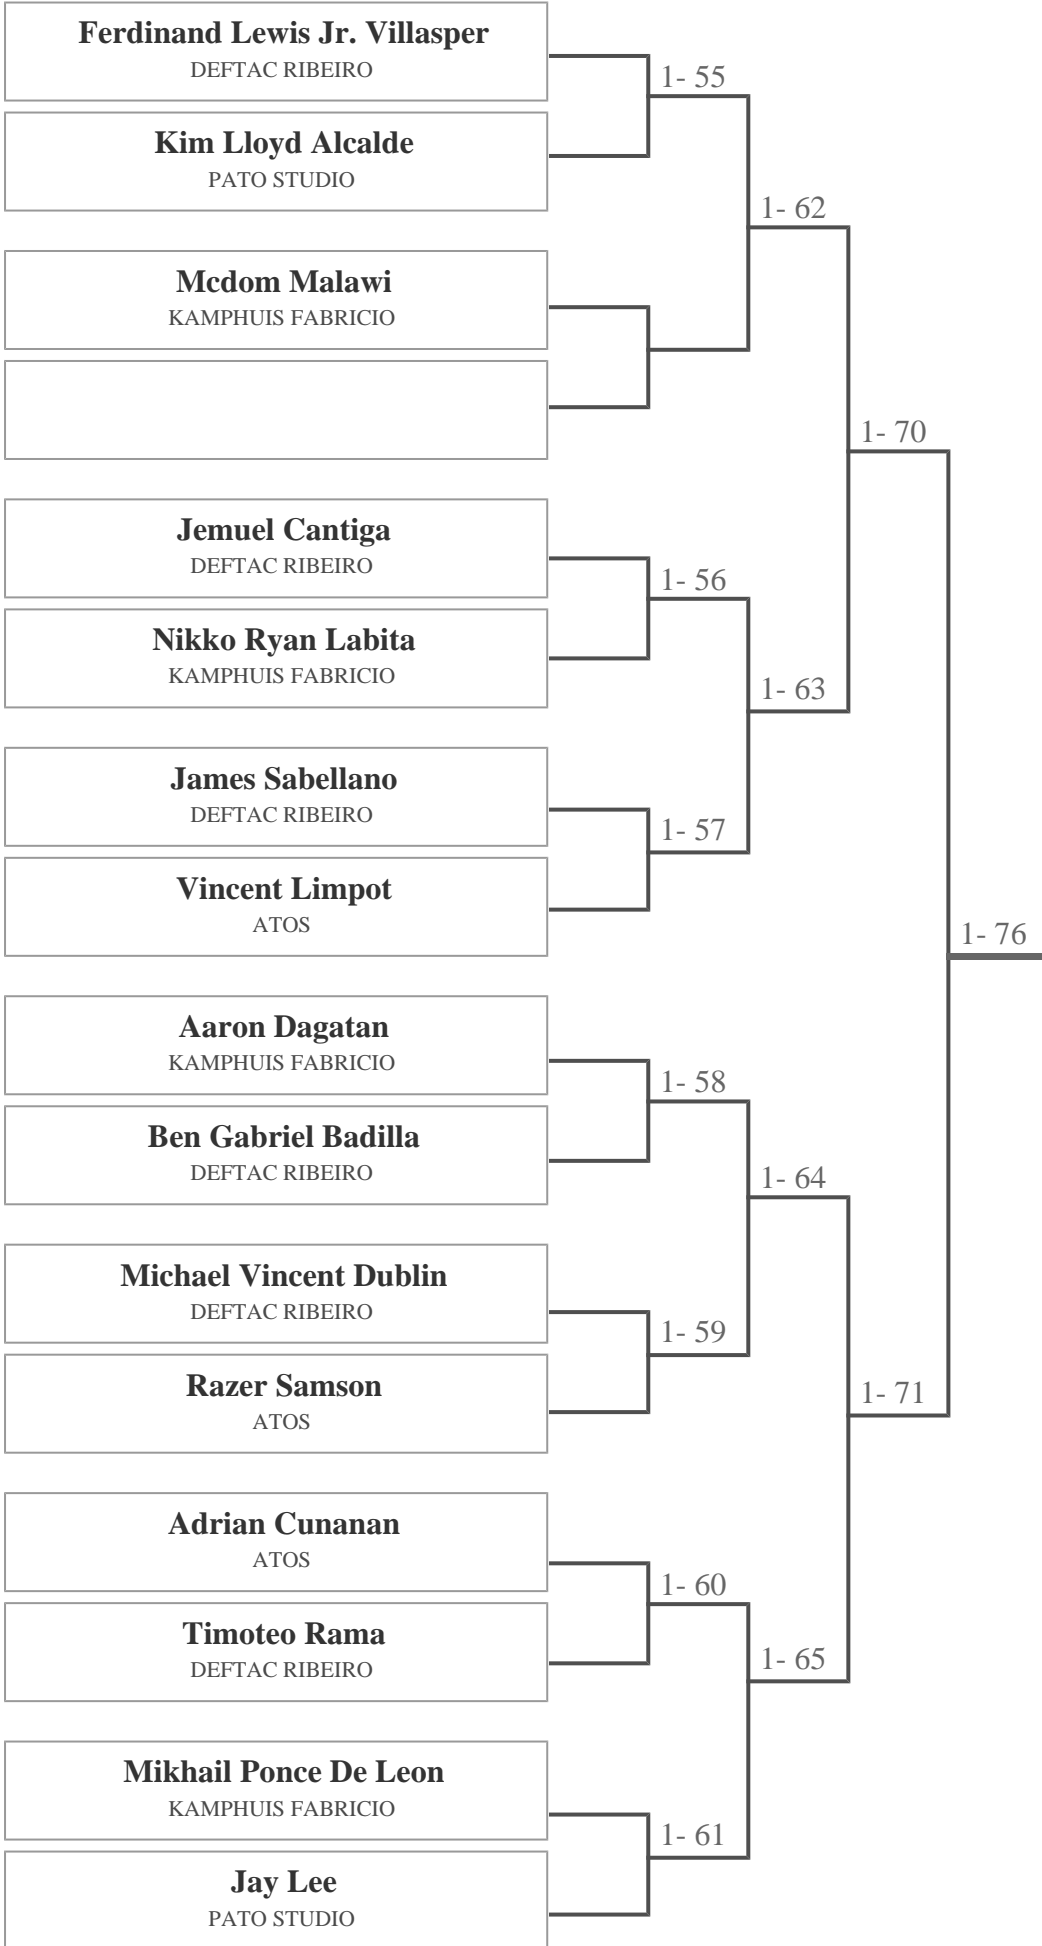 Ferdinand Lewis Jr. Villasper
DEFTAC RIBEIRO
1- 55
Kim Lloyd Alcalde
PATO STUDIO
1- 62
Mcdom Malawi
KAMPHUIS FABRICIO
1- 70
Jemuel Cantiga
DEFTAC RIBEIRO
1- 56
Nikko Ryan Labita
KAMPHUIS FABRICIO
1- 63
James Sabellano
DEFTAC RIBEIRO
1- 57
Vincent Limpot
ATOS
1- 76
Aaron Dagatan
KAMPHUIS FABRICIO
1- 58
Ben Gabriel Badilla
DEFTAC RIBEIRO
1- 64
Michael Vincent Dublin
DEFTAC RIBEIRO
1- 59
Razer Samson
ATOS
1- 71
Adrian Cunanan
ATOS
1- 60
Timoteo Rama
DEFTAC RIBEIRO
1- 65
Mikhail Ponce De Leon
KAMPHUIS FABRICIO
1- 61
Jay Lee
PATO STUDIO